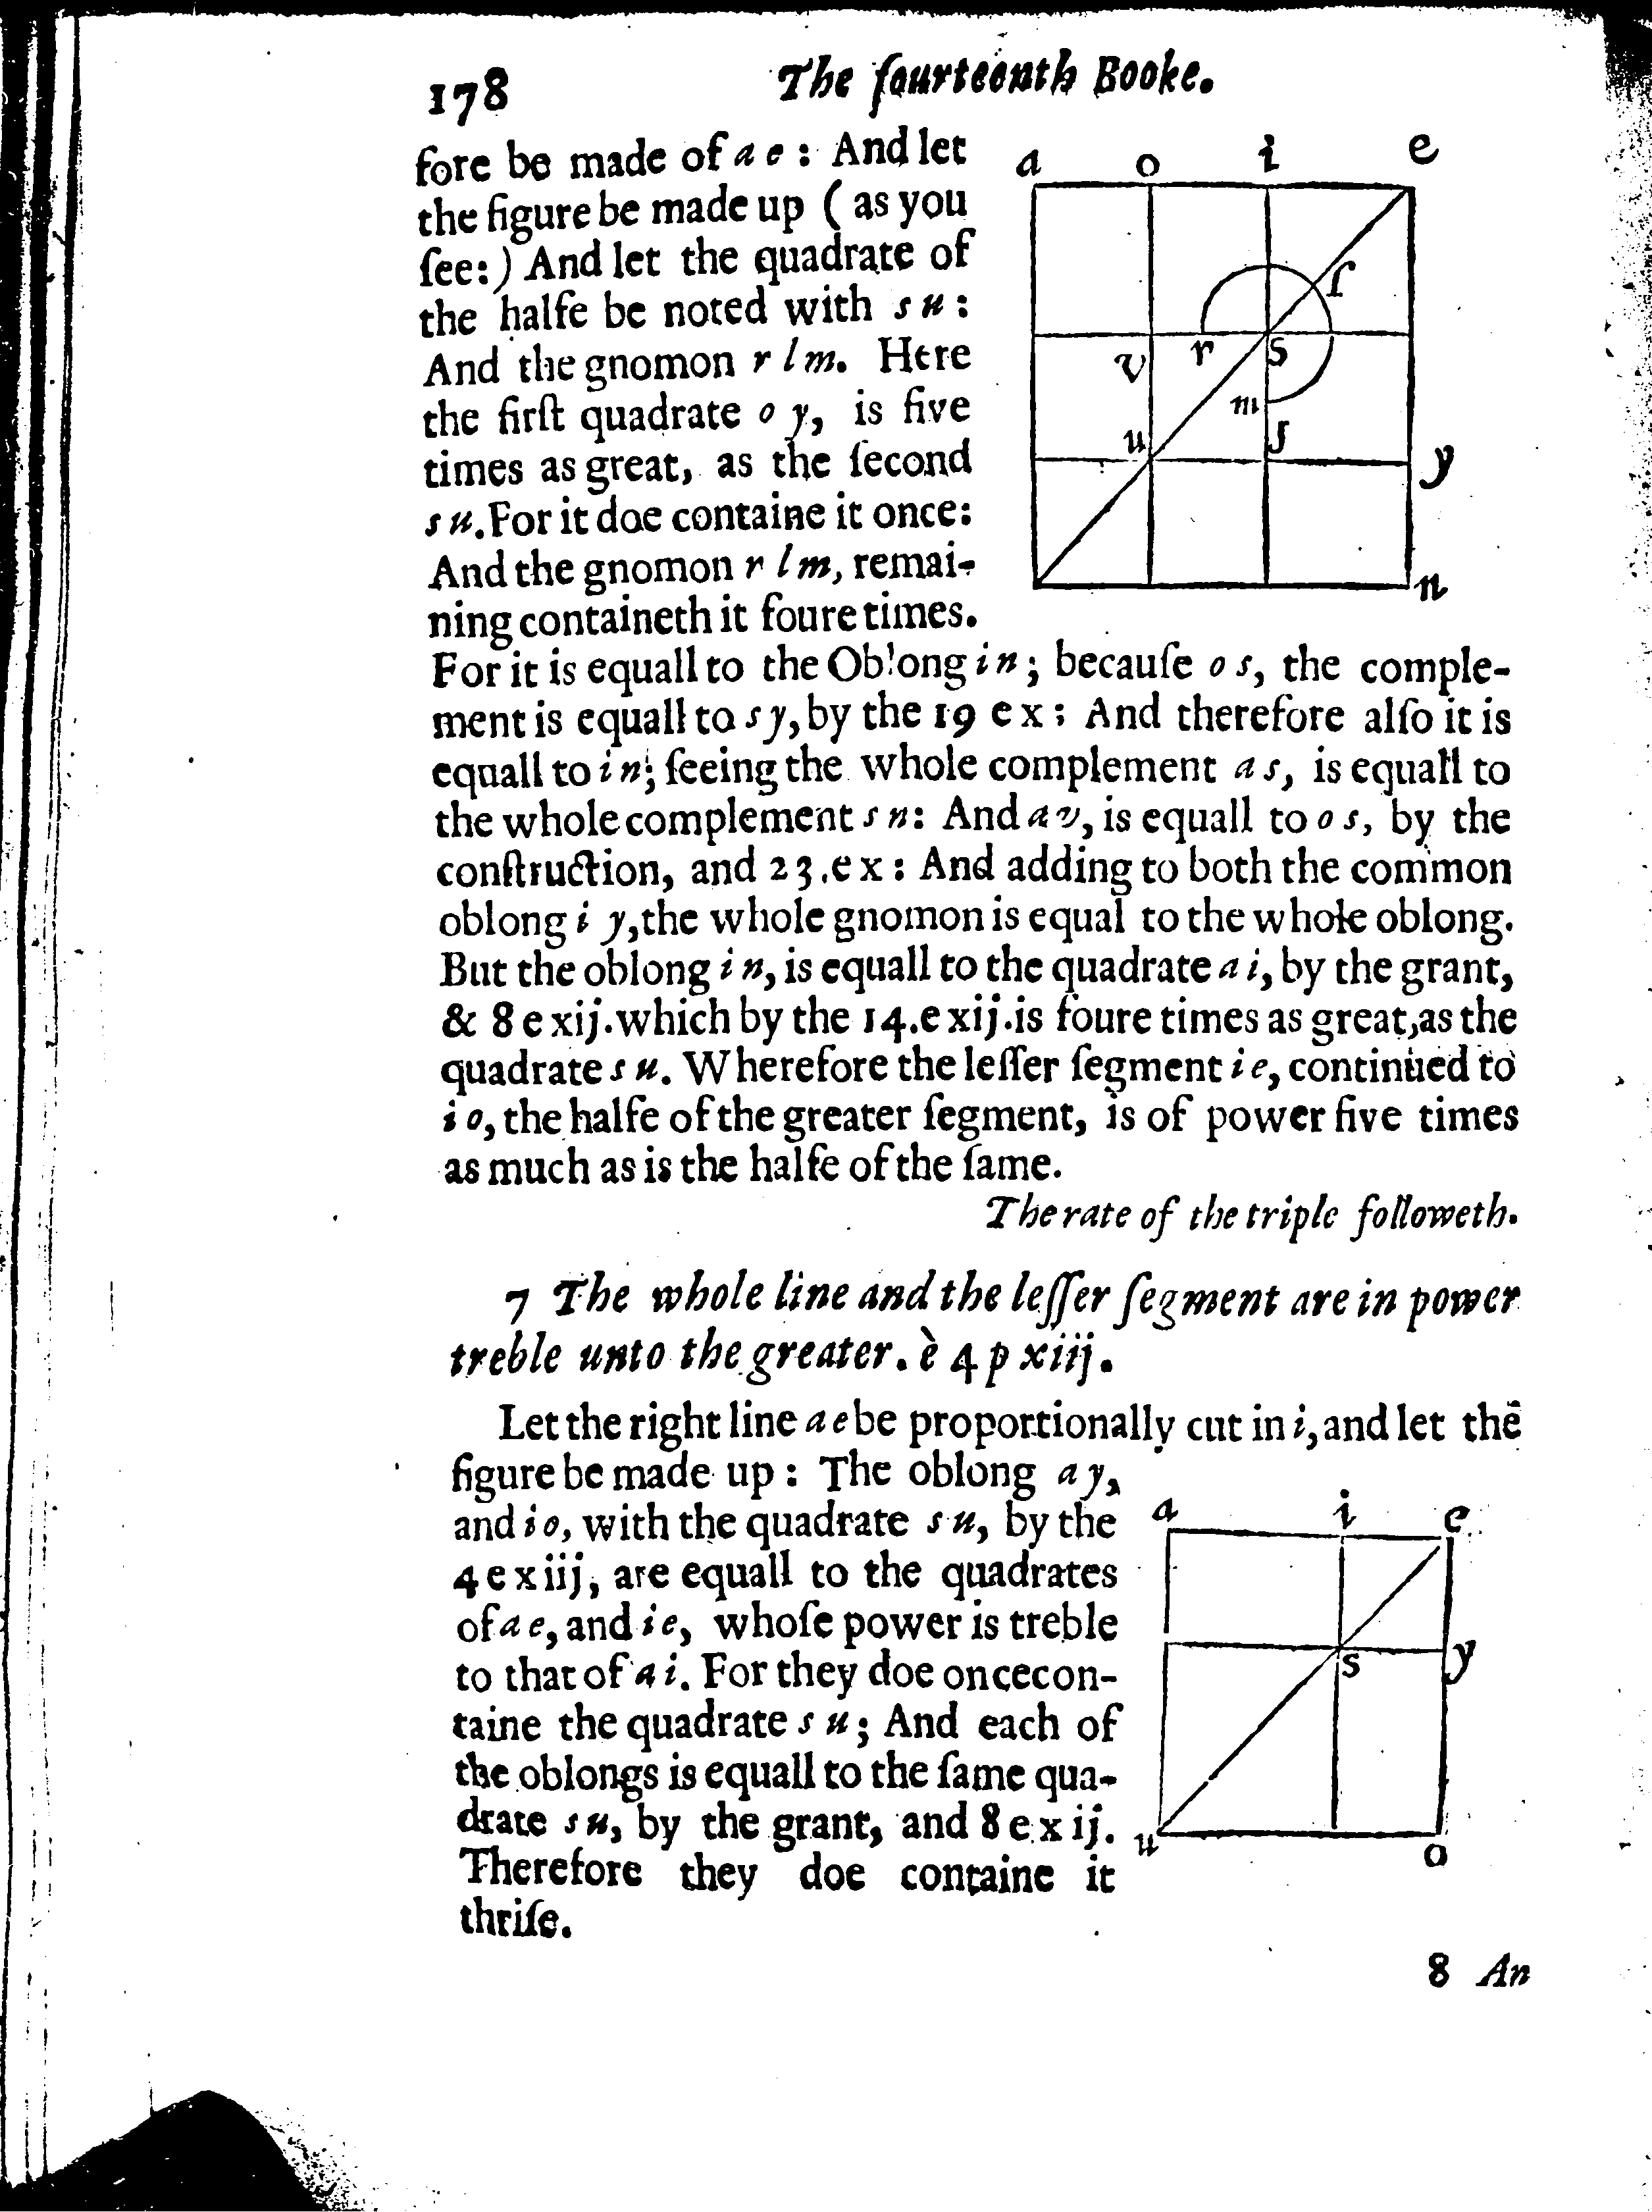 178 The fourteenth Booke.
fore be made of a e : And let
the figure be made up ( as you
ſee: ) And let the quadrate of
the halfe be noted with s u :
And the gnomon r l m. Here
the firſt quadrate o y, is five
times as great, as the ſecond
s u. For it doe containe it once:
And the gnomon r l m, remai-
ning containeth it foure times.
a o i e
ſ
v r s
m
u ſ
y
n
For it is equall to the Oblong i n ; becauſe o s, the comple-
ment is equall to s y, by the 19 e x : And therefore alſo it is
equall to i n; ſeeing the whole complement a s, is equall to
the whole complement s n: And a v, is equall to o s, by the
conſtruction, and 23. e x : And adding to both the common
oblong i y, the whole gnomon is equal to the whole oblong.
But the oblong i n, is equall to the quadrate a i, by the grant,
& 8 e xij. which by the 14. e xij. is foure times as great, as the
quadrate s u. Wherefore the leſſer ſegment i e, continued to
i o, the halfe of the greater ſegment, is of power five times
as much as is the halfe of the ſame.
The rate of the triple followeth.
7 The whole line and the leſſer ſegment are in power
treble unto the greater. è 4 p xiij.
Let the right line a e be proportionally cut in i, and let thē
figure be made up : The oblong a y,
and i o, with the quadrate s u, by the
4 e x iij, are equall to the quadrates
of a e, and i e, whoſe power is treble
to that of a i. For they doe once con-
taine the quadrate s u ; And each of
the oblongs is equall to the ſame qua-
drate s u, by the grant, and 8 e x ij.
Therefore they doe containe it
thriſe.
a i e
s y
u o
8 An